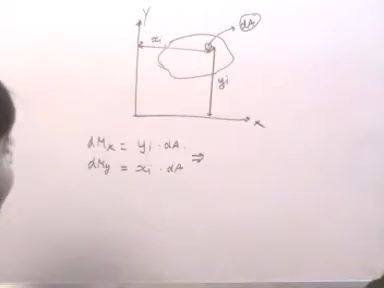 Y
dA
xi
yi
x
dMx = yi · dA.
dMy = xi · dA ⇒